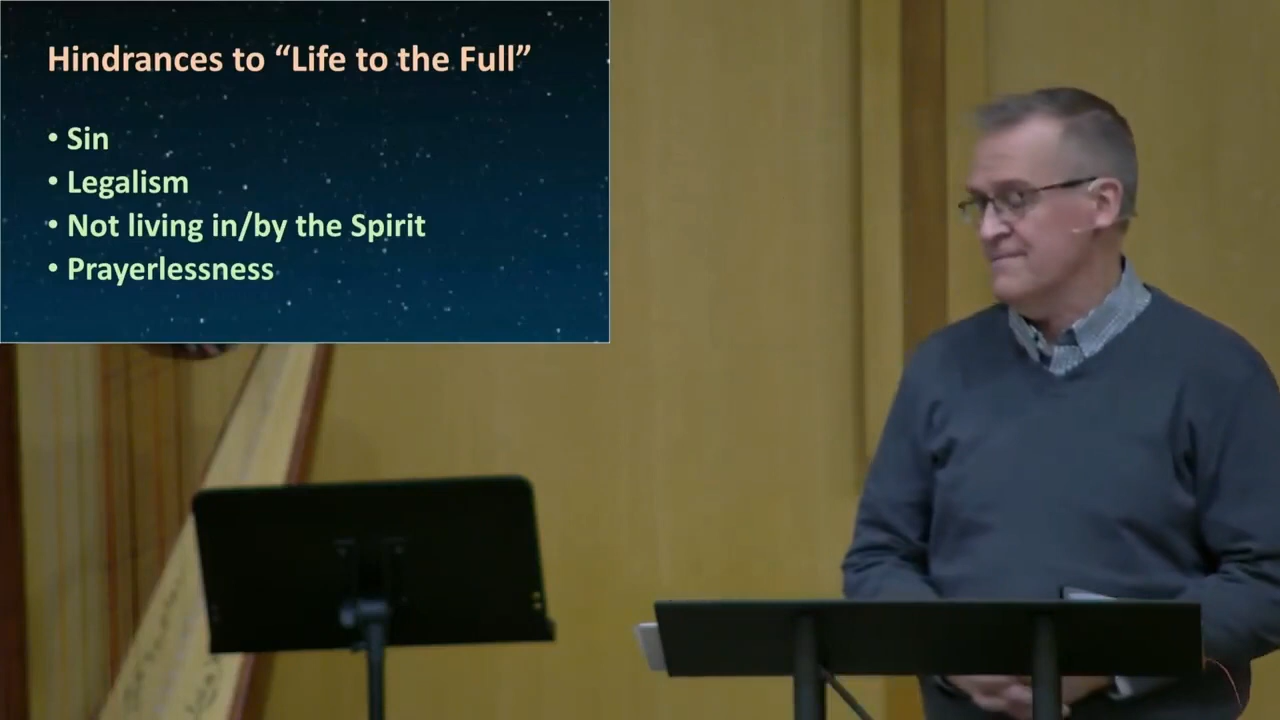 Hindrances to “Life to the Full”
• Sin
• Legalism
• Not living in/by the Spirit
• Prayerlessness